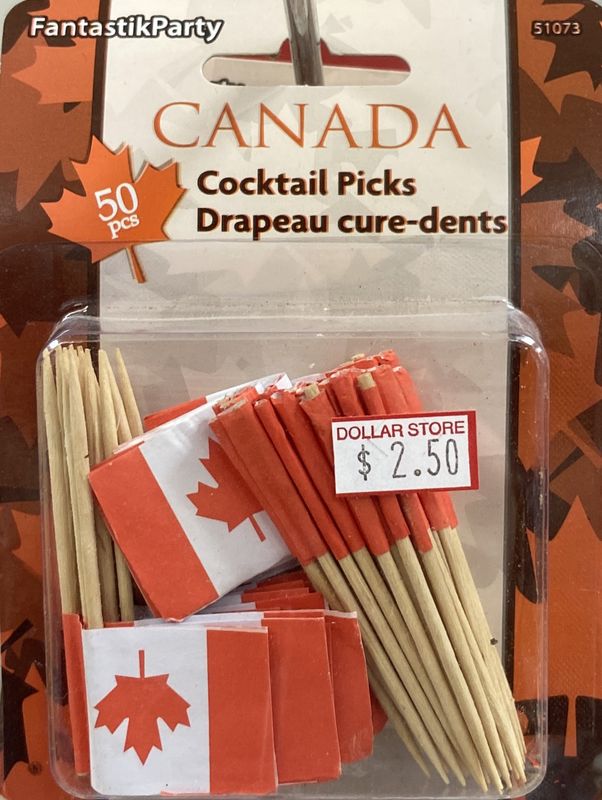 FantastikParty
51073
CANADA
50
pcs
Cocktail Picks
Drapeau cure-dents
DOLLAR STORE
$ 2.50